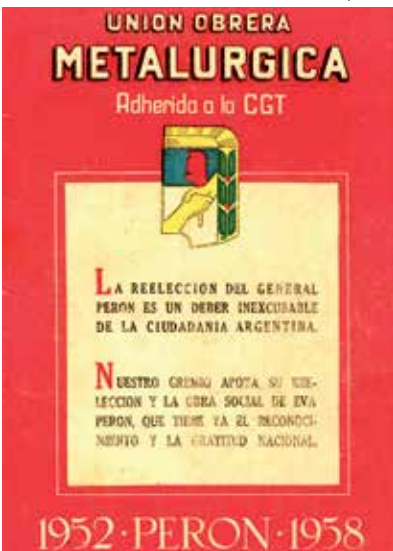 UNION OBRERA
METALURGICA
Adherida a la CGT
LA REELECCION DEL GENERAL
PERON ES UN DEBER INEXCUSABLE
DE LA CIUDADANIA ARGENTINA.
NUESTRO GREMIO APOYA SU REE-
LECCION Y LA OBRA SOCIAL DE EVA
PERON, QUE TIENE YA EL RECONOCI-
MIENTO Y LA GRATITUD NACIONAL.
1952·PERON·1958